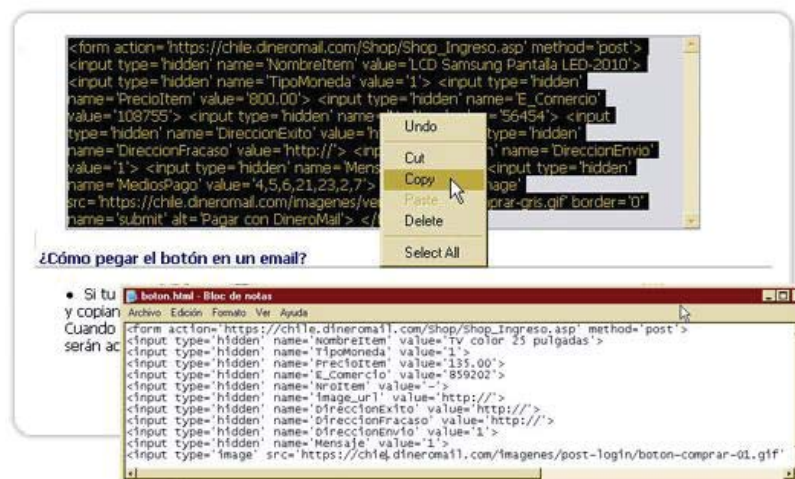 <form action='https://chile.dineromail.com/Shop/Shop_Ingreso.asp' method='post'>
<input type='hidden' name='NombreItem' value='LCD Samsung Pantalla LED-2010'>
<input type='hidden' name='TipoMoneda' value='1'> <input type='hidden'
name='PrecioItem' value='800.00'> <input type='hidden' name='E_Comercio'
value='108755'> <input type='hidden' '56454'> <input
type='hidden' name='DireccionExito' type='hidden'
name='DireccionFracaso' value='http://'> name='DireccionEnvio'
value='1'> <input type='hidden' <input type='hidden'
name='MediosPago' value='4,5,6,21,23,2,7'>
src='https://chile.dineromail.com/imagenes/ prar-gris.gif' border='0'
name='submit' alt='Pagar con DineroMail'>
Undo
Cut
Copy
Paste
Delete
Select All
¿Cómo pegar el botón en un email?
• Si tu
y copian
Cuando
serán ac
boton.html - Bloc de notas
Archivo Edición Formato Ver Ayuda
<form action='https://chile.dineromail.com/Shop/Shop_Ingreso.asp' method='post'>
<input type='hidden' name='NombreItem' value='TV color 25 pulgadas'>
<input type='hidden' name='TipoMoneda' value='1'>
<input type='hidden' name='PrecioItem' value='135.00'>
<input type='hidden' name='E_Comercio' value='859202'>
<input type='hidden' name='NroItem' value='-'>
<input type='hidden' name='image_url' value='http://'>
<input type='hidden' name='DireccionExito' value='http://'>
<input type='hidden' name='DireccionFracaso' value='http://'>
<input type='hidden' name='DireccionEnvio' value='1'>
<input type='hidden' name='Mensaje' value='1'>
<input type='image' src='https://chile.dineromail.com/imagenes/post-login/boton-comprar-01.gif'